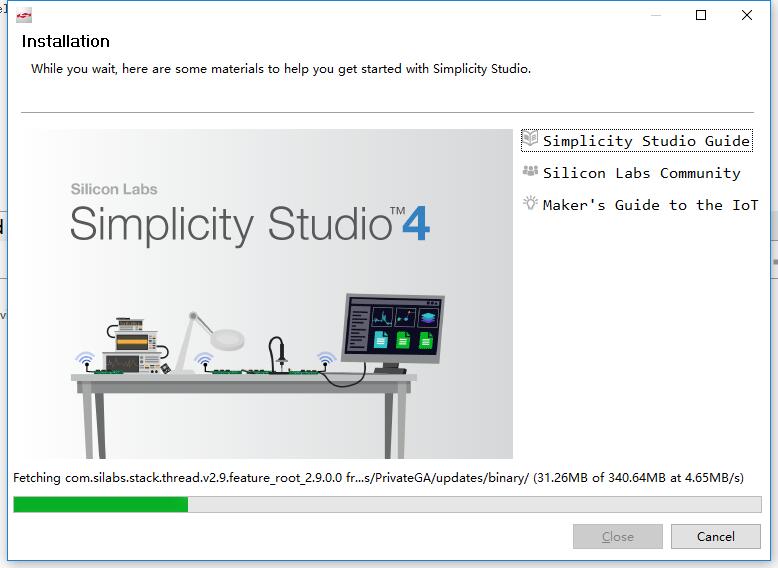 Installation
While you wait, here are some materials to help you get started with Simplicity Studio.
Simplicity Studio Guide
Silicon Labs Community
Maker's Guide to the IoT
Silicon Labs
Simplicity Studio™4
Fetching com.silabs.stack.thread.v2.9.feature_root_2.9.0.0 fr...s/PrivateGA/updates/binary/ (31.26MB of 340.64MB at 4.65MB/s)
Close
Cancel